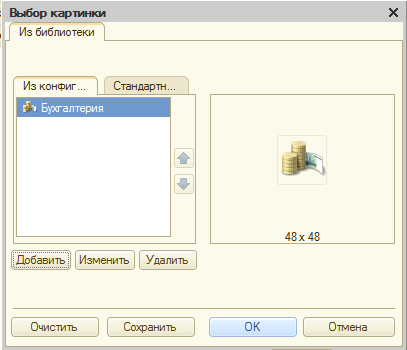 Выбор картинки
Из библиотеки
Из конфиг...
Стандартн...
Бухгалтерия
48 x 48
Добавить
Изменить
Удалить
Очистить
Сохранить
OK
Отмена